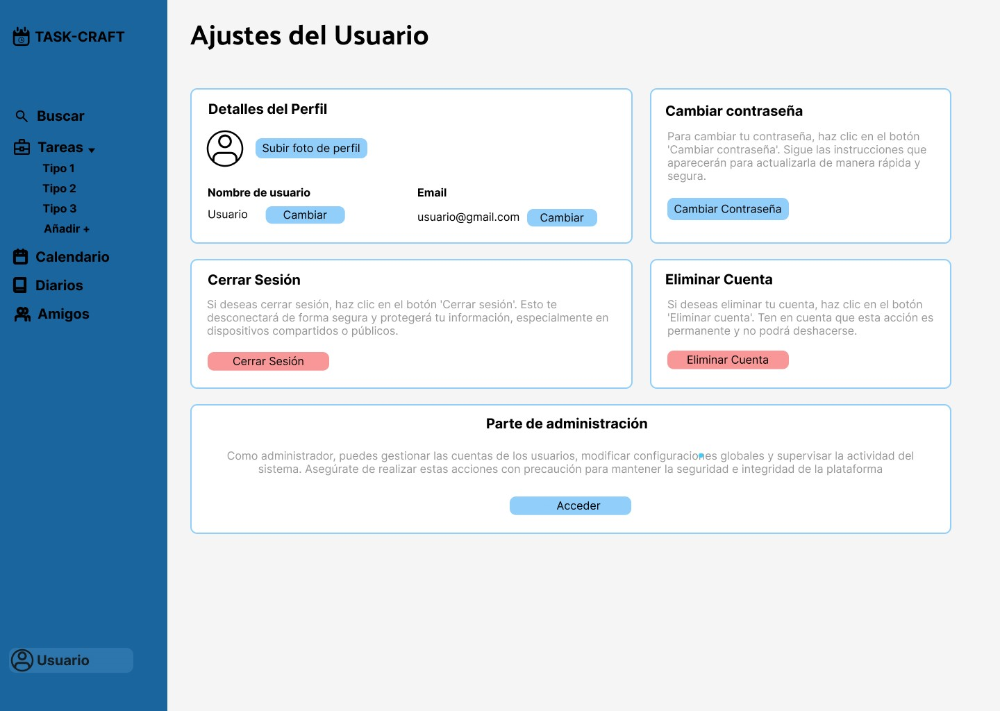 TASK-CRAFT
Buscar
Tareas
Tipo 1
Tipo 2
Tipo 3
Añadir +
Calendario
Diarios
Amigos
Usuario
Ajustes del Usuario
Detalles del Perfil
Subir foto de perfil
Nombre de usuario
Usuario
Cambiar
Email
usuario@gmail.com
Cambiar
Cambiar contraseña
Para cambiar tu contraseña, haz clic en el botón
'Cambiar contraseña'. Sigue las instrucciones que
aparecerán para actualizarla de manera rápida y
segura.
Cambiar Contraseña
Cerrar Sesión
Si deseas cerrar sesión, haz clic en el botón 'Cerrar sesión'. Esto te
desconectará de forma segura y protegerá tu información, especialmente en
dispositivos compartidos o públicos.
Cerrar Sesión
Eliminar Cuenta
Si deseas eliminar tu cuenta, haz clic en el botón
'Eliminar cuenta'. Ten en cuenta que esta acción es
permanente y no podrá deshacerse.
Eliminar Cuenta
Parte de administración
Como administrador, puedes gestionar las cuentas de los usuarios, modificar configuraciones globales y supervisar la actividad del
sistema. Asegúrate de realizar estas acciones con precaución para mantener la seguridad e integridad de la plataforma
Acceder